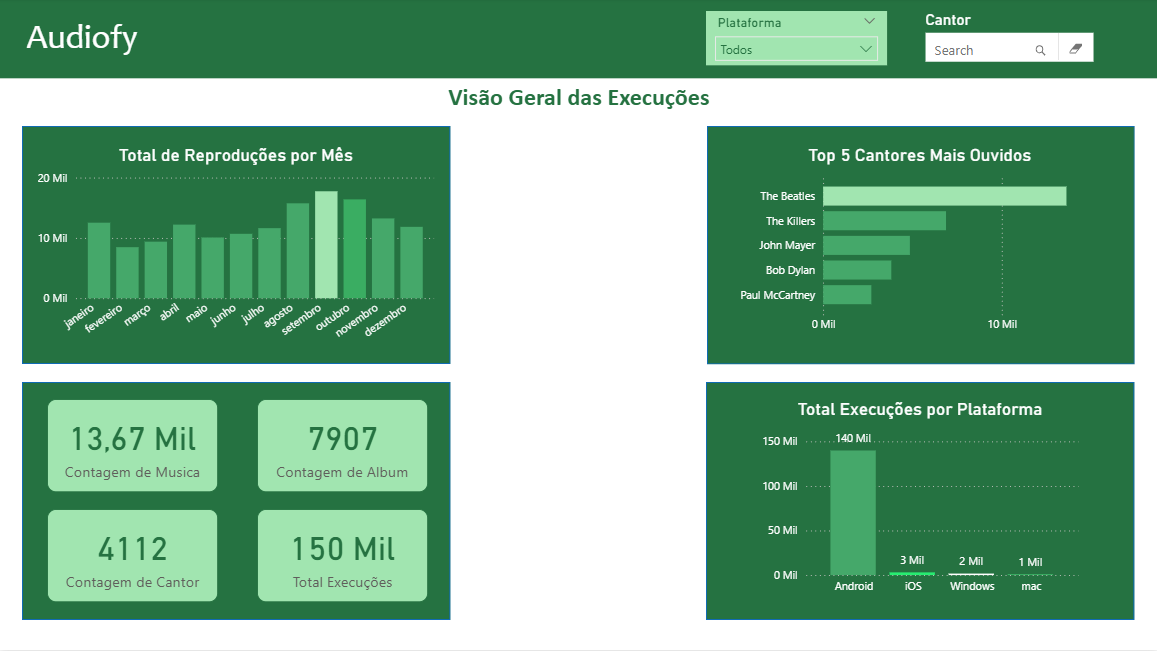 Audiofy
Plataforma
Todos
Cantor
Search
Visão Geral das Execuções
Total de Reproduções por Mês
20 Mil
10 Mil
0 Mil
janeiro
fevereiro
março
abril
maio
junho
julho
agosto
setembro
outubro
novembro
dezembro
Top 5 Cantores Mais Ouvidos
The Beatles
The Killers
John Mayer
Bob Dylan
Paul McCartney
0 Mil
10 Mil
13,67 Mil
Contagem de Musica
7907
Contagem de Album
4112
Contagem de Cantor
150 Mil
Total Execuções
Total Execuções por Plataforma
150 Mil
100 Mil
50 Mil
0 Mil
140 Mil
3 Mil
2 Mil
1 Mil
Android
iOS
Windows
mac